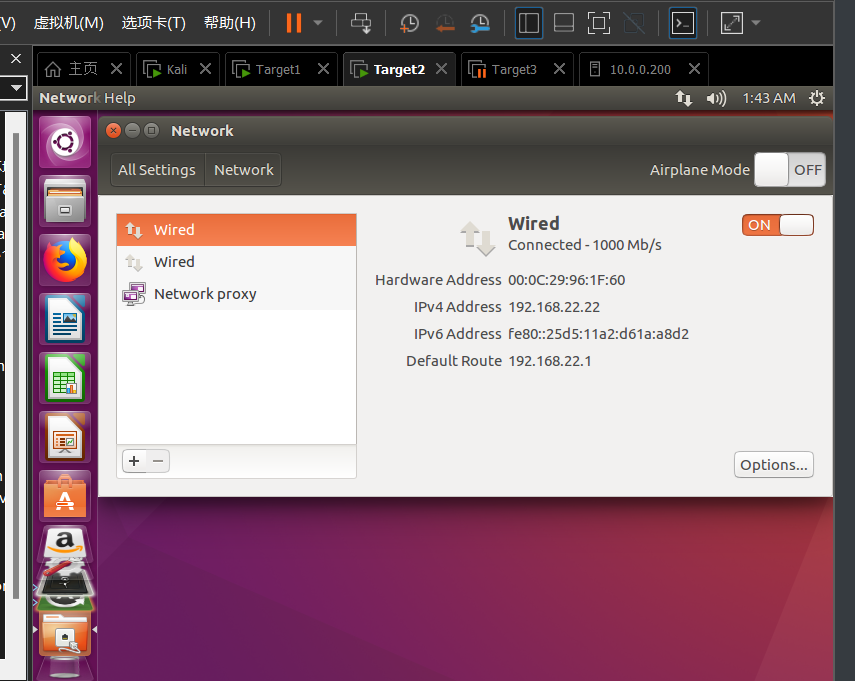 V) 虚拟机(M) 选项卡(T) 帮助(H)
主页 Kali Target1 Target2 Target3 10.0.0.200
Network Help 1:43 AM
Network
All Settings Network Airplane Mode OFF
Wired
Wired
Network proxy
Wired ON
Connected - 1000 Mb/s
Hardware Address 00:0C:29:96:1F:60
IPv4 Address 192.168.22.22
IPv6 Address fe80::25d5:11a2:d61a:a8d2
Default Route 192.168.22.1
+ −
Options...